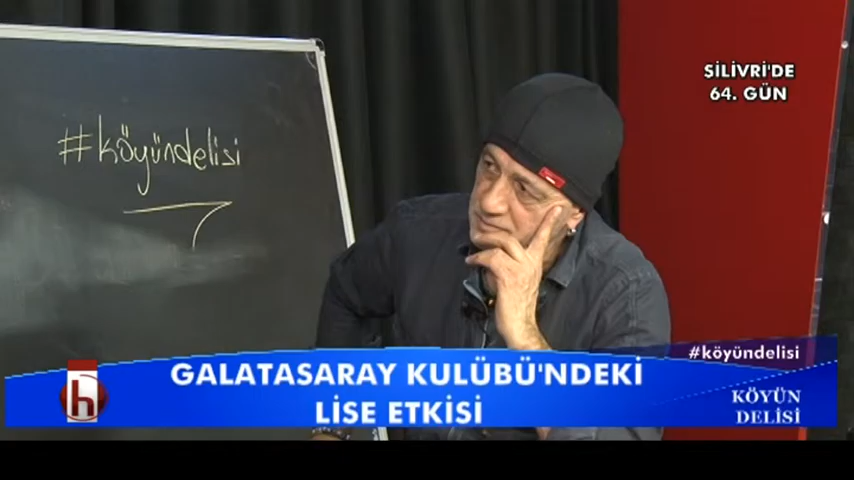 SİLİVRİ'DE
64. GÜN
#köyündelisi
#köyündelisi
GALATASARAY KULÜBÜ'NDEKİ
LİSE ETKİSİ
KÖYÜN
DELİSİ
h